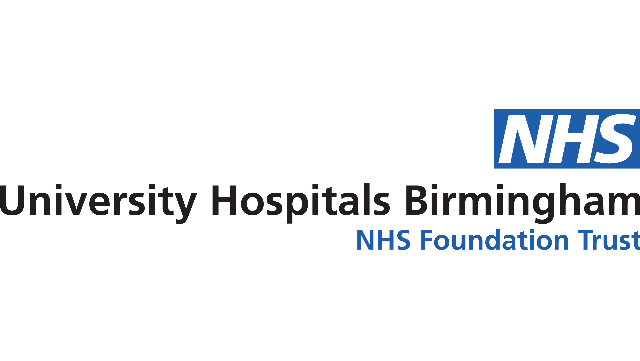 NHS
University Hospitals Birmingham
NHS Foundation Trust